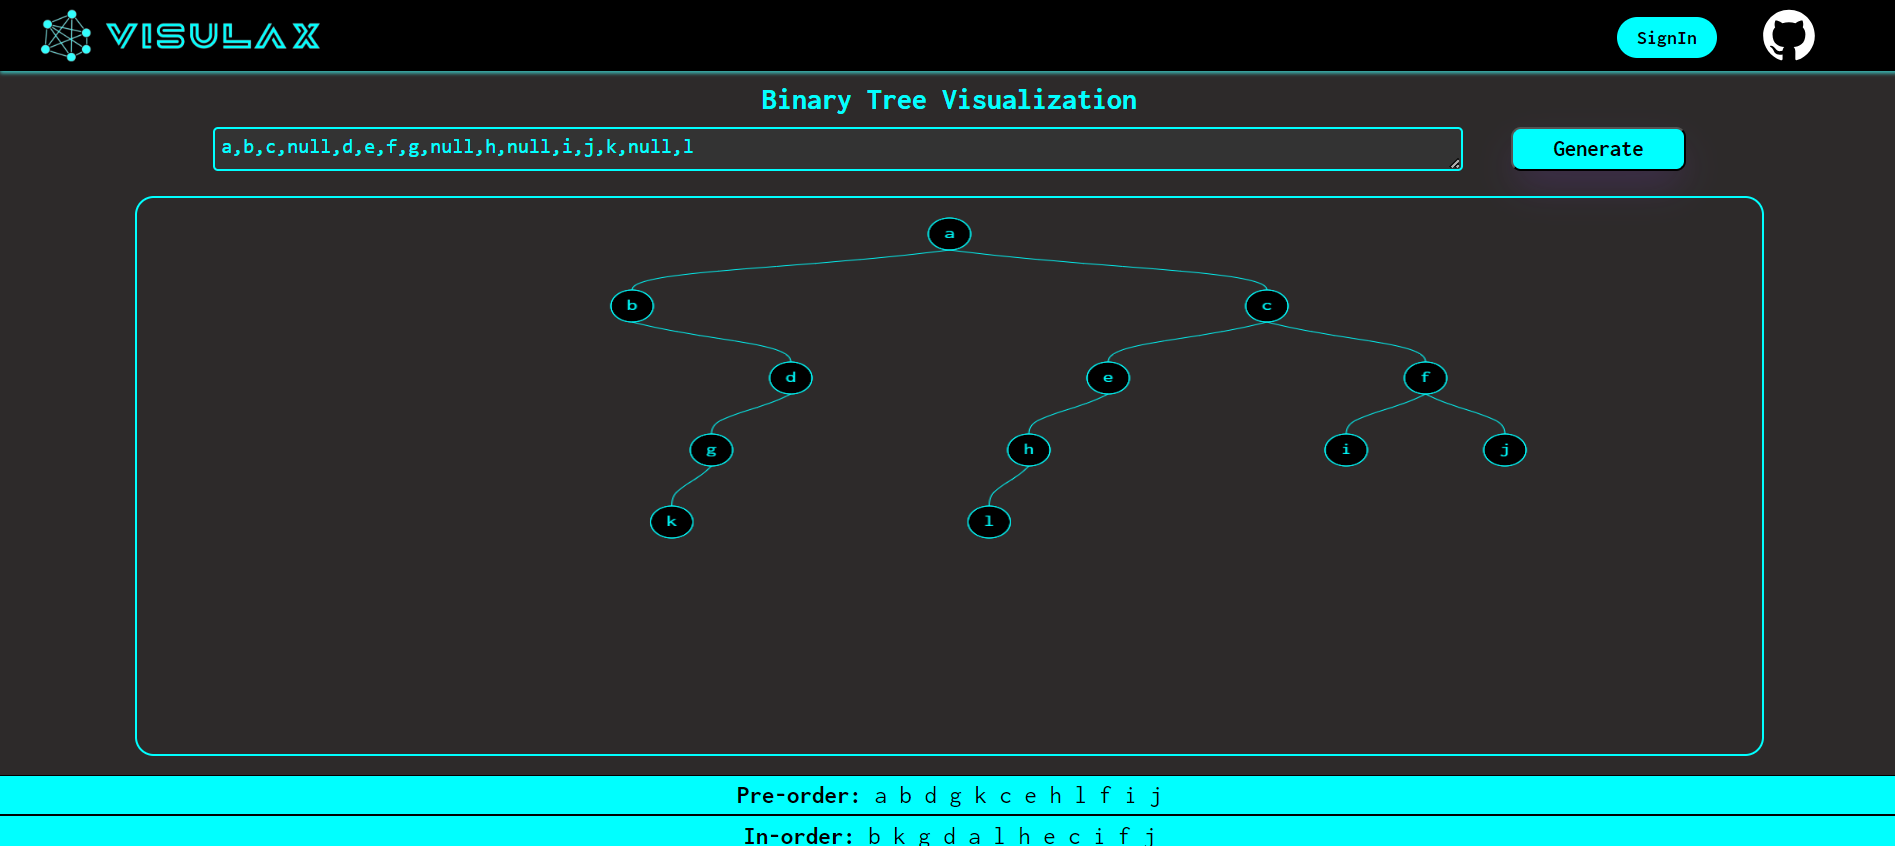 VISULAX
SignIn
Binary Tree Visualization
a,b,c,null,d,e,f,g,null,h,null,i,j,k,null,l
Generate
a
b
c
d
e
f
g
h
i
j
k
l
Pre-order: a b d g k c e h l f i j
In-order: b k g d a l h e c i f j